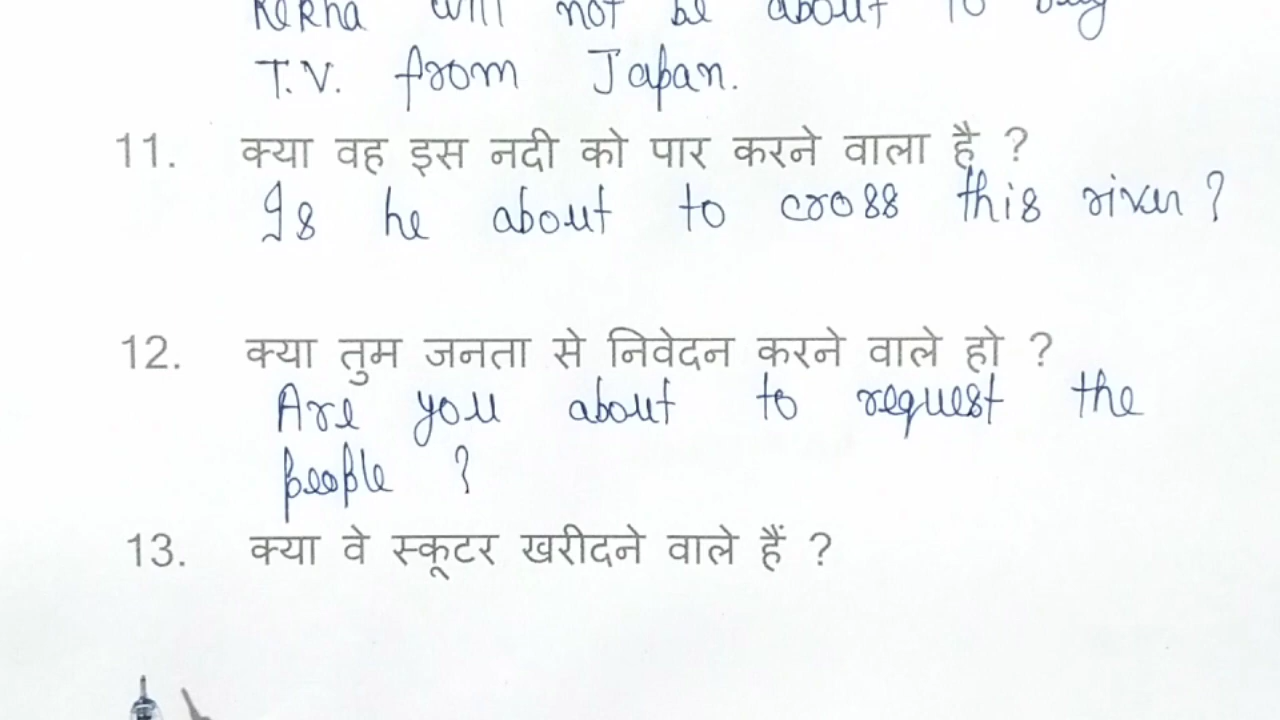 Rekha will not be about to buy
T.V. from Japan.
11. क्या वह इस नदी को पार करने वाला है ?
Is he about to cross this river ?
12. क्या तुम जनता से निवेदन करने वाले हो ?
Are you about to request the
people ?
13. क्या वे स्कूटर खरीदने वाले हैं ?